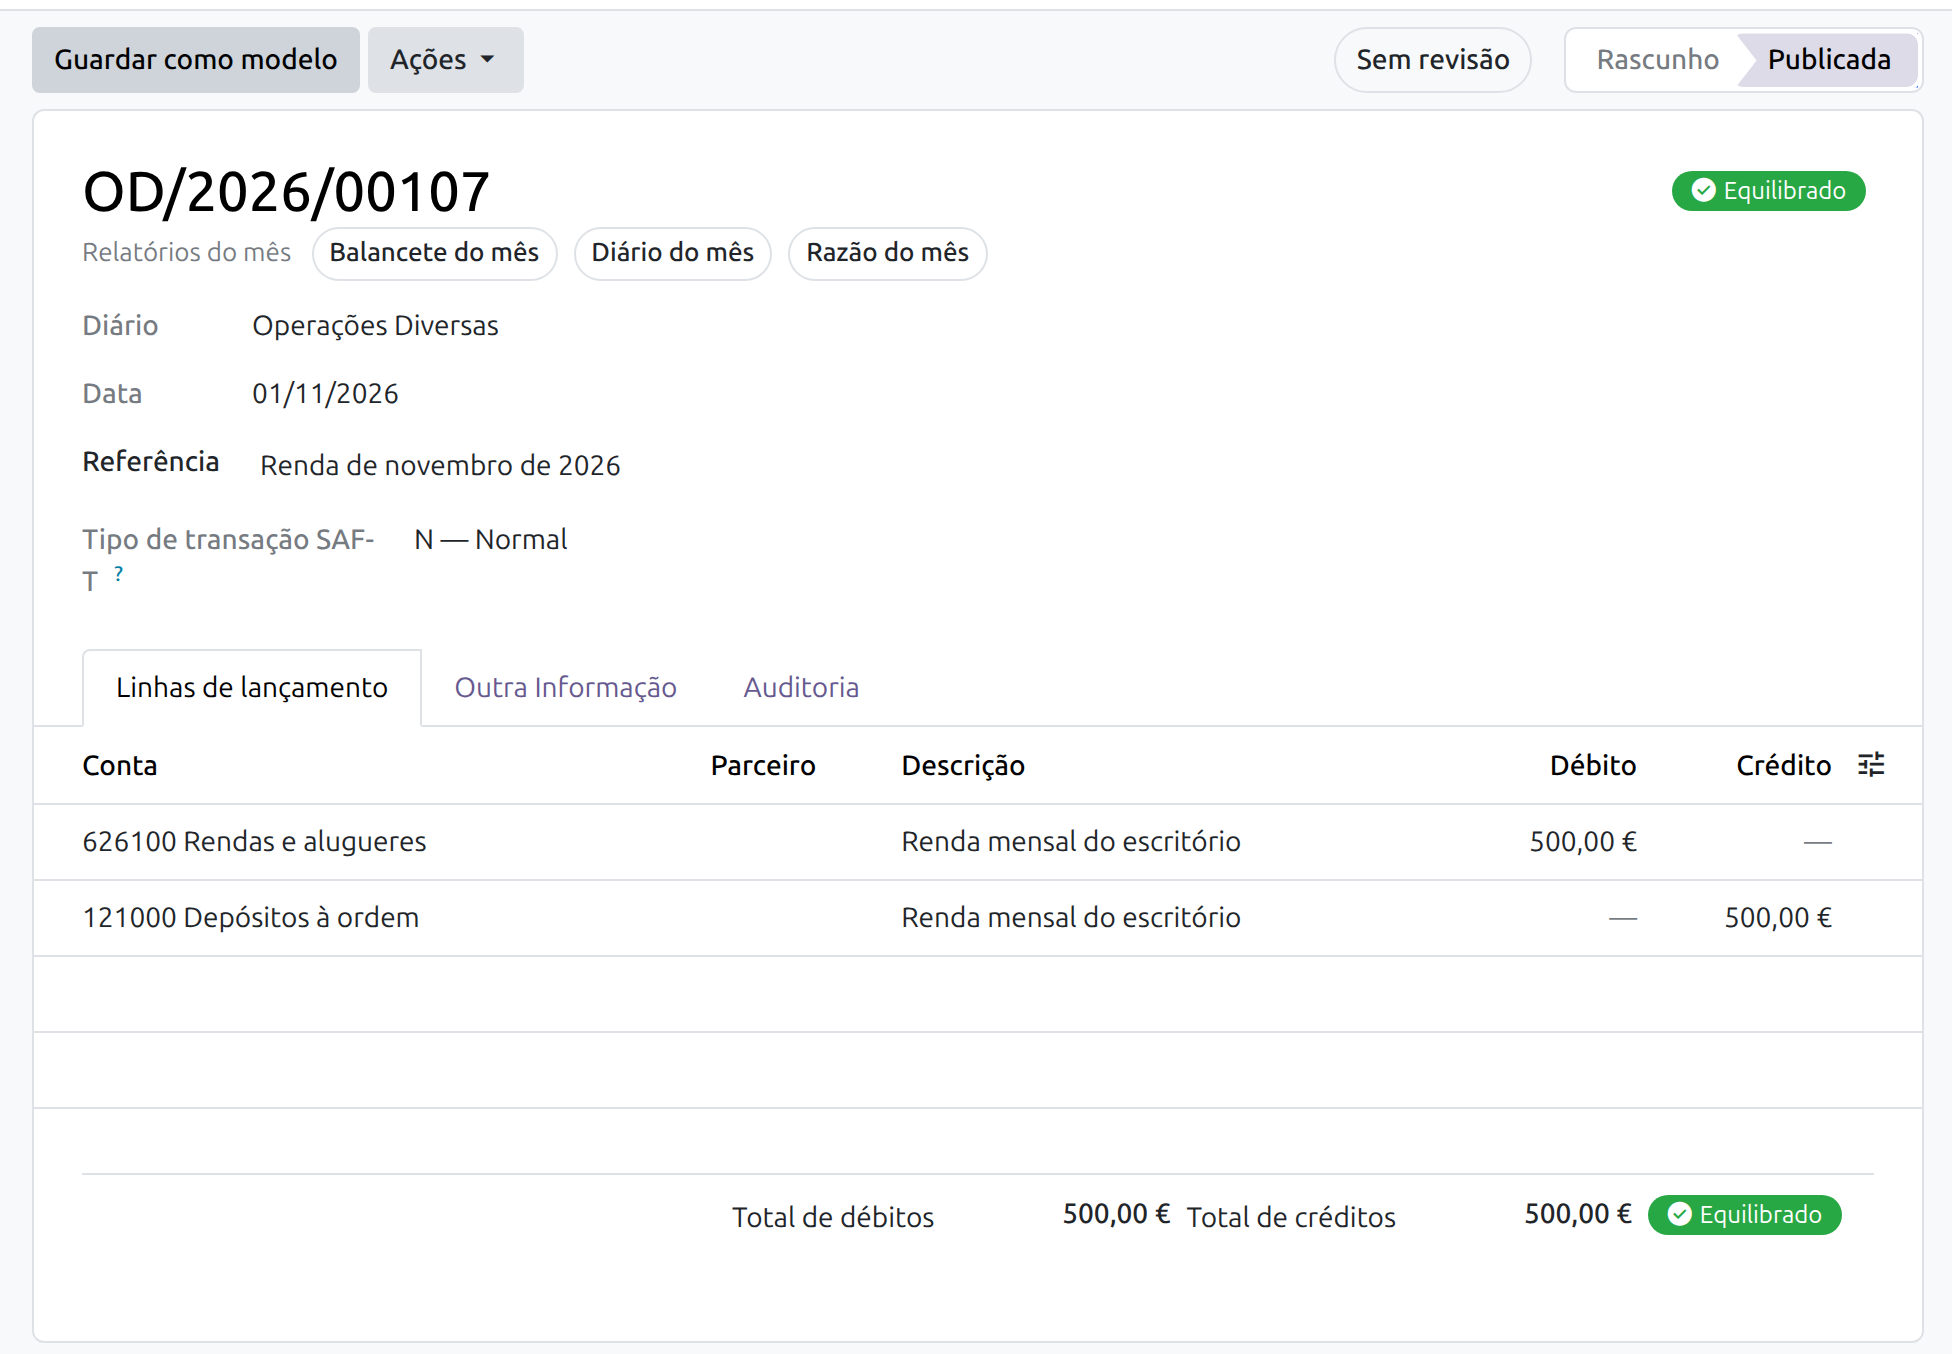 Guardar como modelo Ações Sem revisão Rascunho Publicada
OD/2026/00107 Equilibrado
Relatórios do mês Balancete do mês Diário do mês Razão do mês
Diário Operações Diversas
Data 01/11/2026
Referência Renda de novembro de 2026
Tipo de transação SAF- N — Normal
T ?
Linhas de lançamento Outra Informação Auditoria
Conta Parceiro Descrição Débito Crédito
626100 Rendas e alugueres Renda mensal do escritório 500,00 € —
121000 Depósitos à ordem Renda mensal do escritório — 500,00 €
Total de débitos 500,00 € Total de créditos 500,00 € Equilibrado